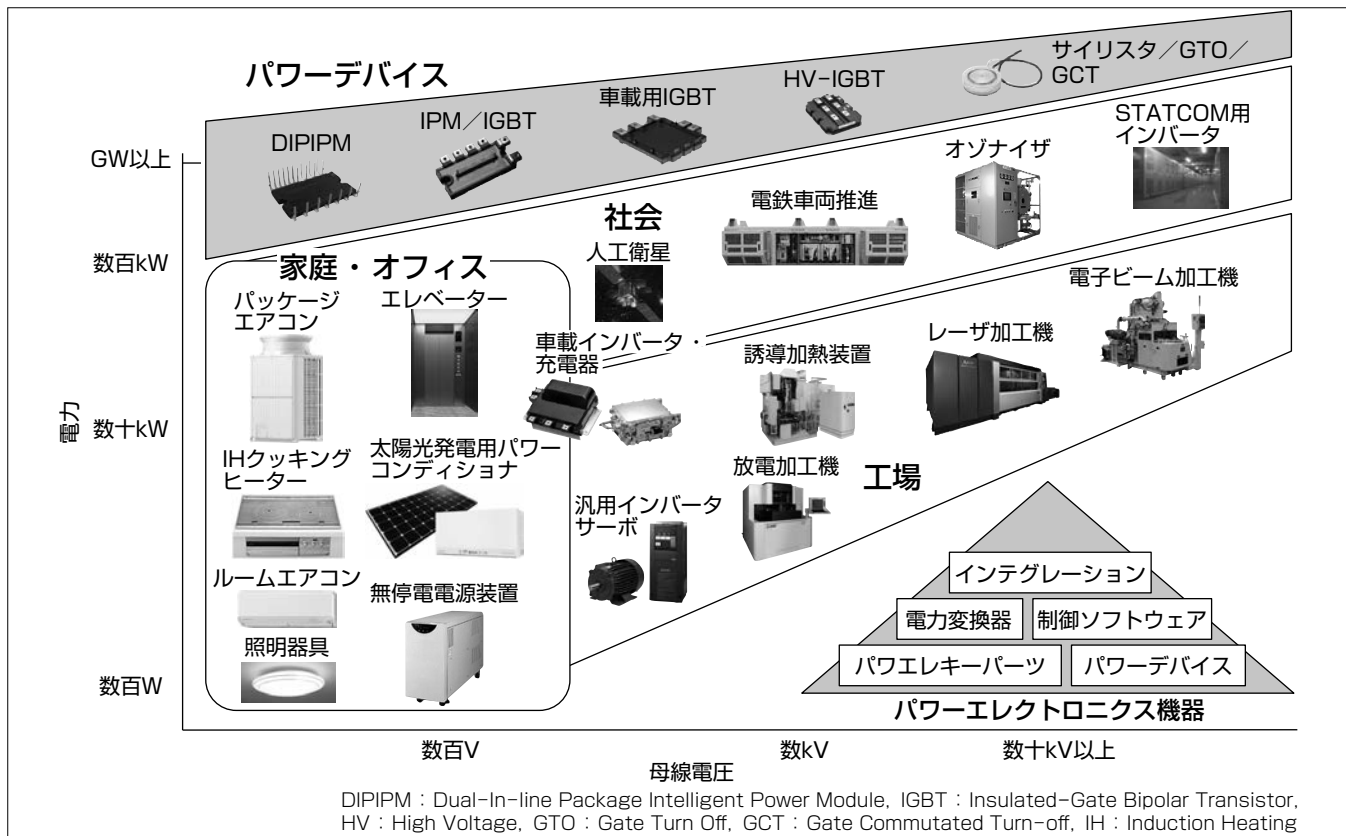 パワーデバイス
DIPIPM
IPM／IGBT
車載用IGBT
HV−IGBT
サイリスタ／GTO／
GCT
電力
GW以上
数百kW
数十kW
数百W
社会
人工衛星
電鉄車両推進
オゾナイザ
STATCOM用
インバータ
家庭・オフィス
パッケージ
エアコン
エレベーター
IHクッキング
ヒーター
太陽光発電用パワー
コンディショナ
ルームエアコン
無停電電源装置
照明器具
車載インバータ・
充電器
工場
汎用インバータ
サーボ
誘導加熱装置
放電加工機
レーザ加工機
電子ビーム加工機
インテグレーション
電力変換器
制御ソフトウェア
パワエレキーパーツ
パワーデバイス
パワーエレクトロニクス機器
数百V
数kV
数十kV以上
母線電圧
DIPIPM：Dual−In−line Package Intelligent Power Module, IGBT：Insulated−Gate Bipolar Transistor,
HV：High Voltage, GTO：Gate Turn Off, GCT：Gate Commutated Turn−off, IH：Induction Heating